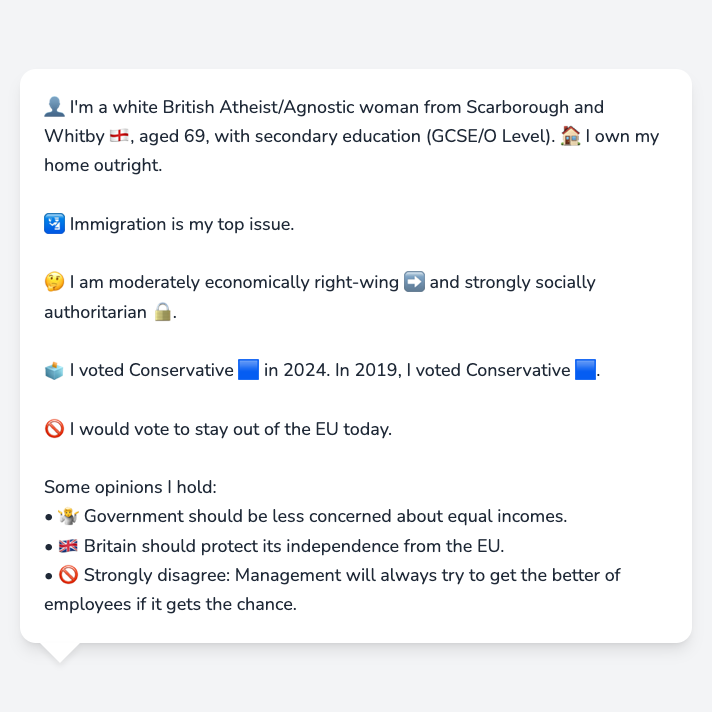 👤 I'm a white British Atheist/Agnostic woman from Scarborough and
Whitby 🏴󠁧󠁢󠁥󠁮󠁧󠁿, aged 69, with secondary education (GCSE/O Level). 🏠 I own my
home outright.
🛂 Immigration is my top issue.
🤔 I am moderately economically right-wing ➡️ and strongly socially
authoritarian 🔒.
🗳️ I voted Conservative 🟦 in 2024. In 2019, I voted Conservative 🟦.
🚫 I would vote to stay out of the EU today.
Some opinions I hold:
• 🤷 Government should be less concerned about equal incomes.
• 🇬🇧 Britain should protect its independence from the EU.
• 🚫 Strongly disagree: Management will always try to get the better of
employees if it gets the chance.